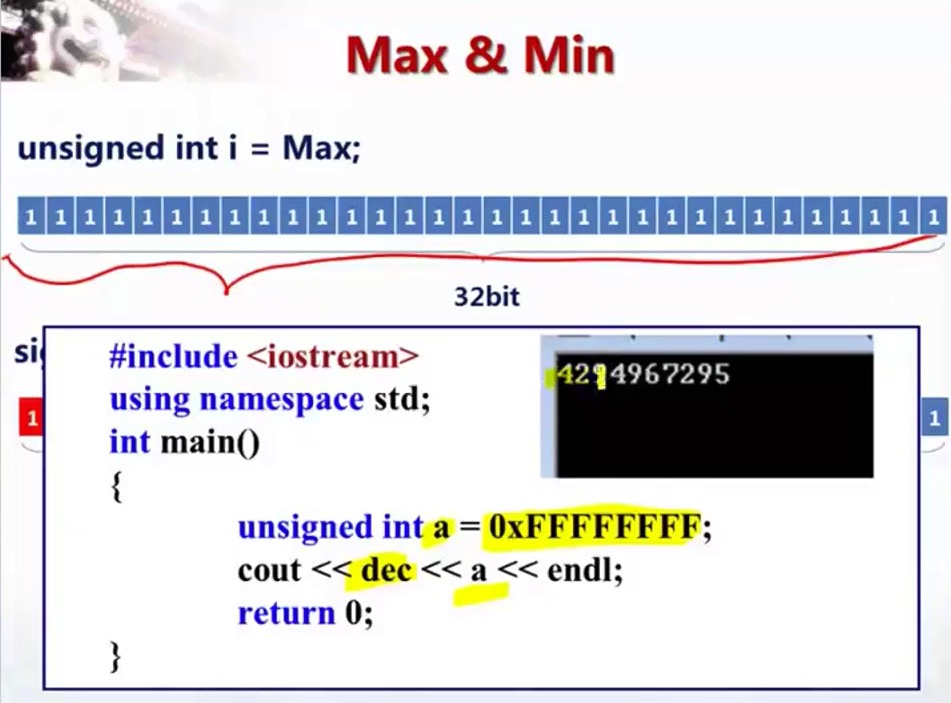 Max & Min
unsigned int i = Max;
1 1 1 1 1 1 1 1 1 1 1 1 1 1 1 1 1 1 1 1 1 1 1 1 1 1 1 1 1 1 1 1
32bit
#include <iostream>
using namespace std;
int main()
{
unsigned int a = 0xFFFFFFFF;
cout << dec << a << endl;
return 0;
}
4294967295
1
1